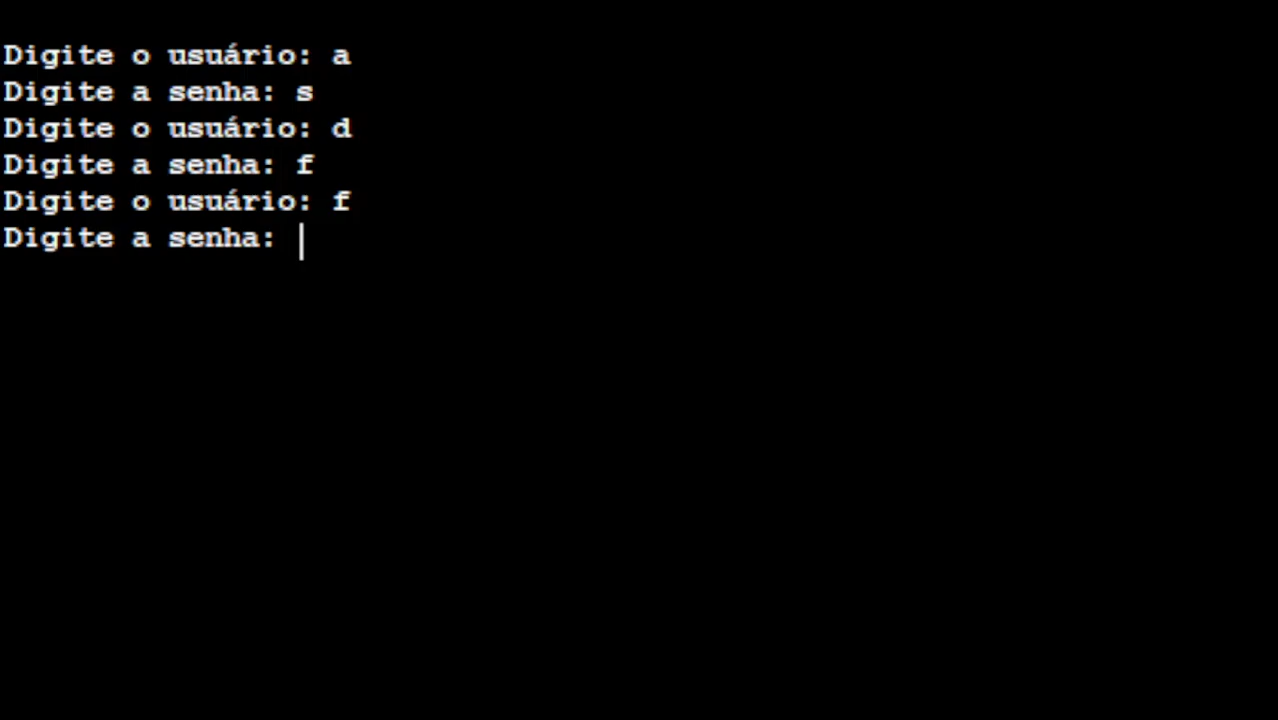 Digite o usuário: a
Digite a senha: s
Digite o usuário: d
Digite a senha: f
Digite o usuário: f
Digite a senha: